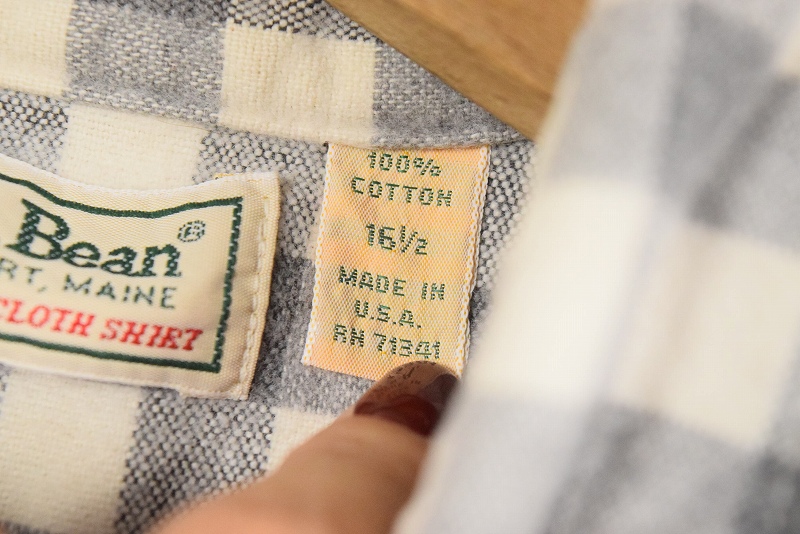 Bean®
RT, MAINE
CLOTH SHIRT
100%
COTTON
16½
MADE IN
U.S.A.
RN 71341